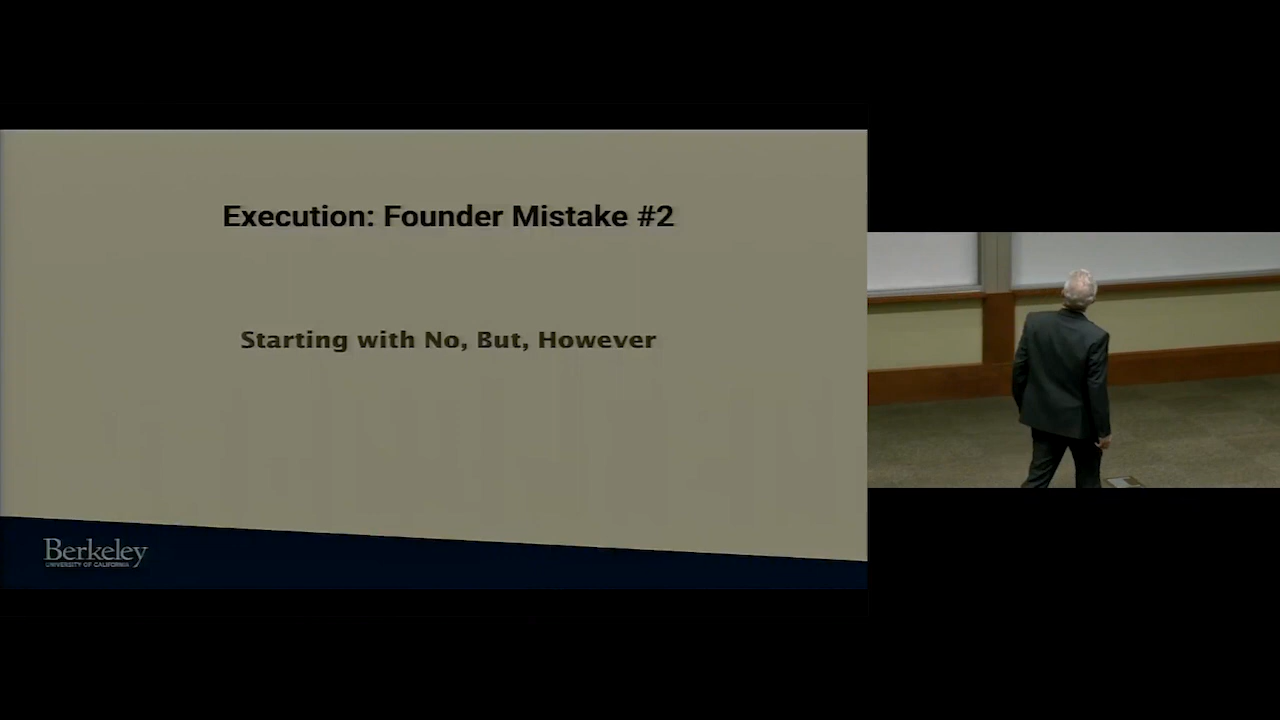 Execution: Founder Mistake #2
Starting with No, But, However
Berkeley
UNIVERSITY OF CALIFORNIA